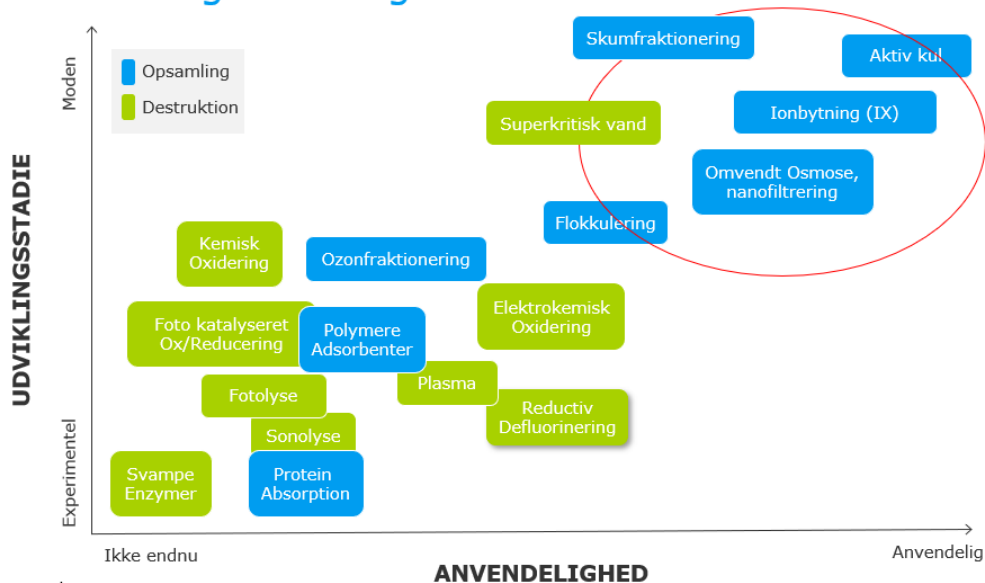 Moden
Opsamling
Destruktion
Skumfraktionering
Aktiv kul
Superkritisk vand
Ionbytning (IX)
Omvendt Osmose,
nanofiltrering
Flokkulering
Kemisk
Oxidering
Ozonfraktionering
UDVIKLINGSSTADIE
Foto katalyseret
Ox/Reducering
Polymere
Adsorbenter
Elektrokemisk
Oxidering
Fotolyse
Plasma
Reductiv
Defluorinering
Sonolyse
Experimentel
Svampe
Enzymer
Protein
Absorption
Ikke endnu
Anvendelig
ANVENDELIGHED